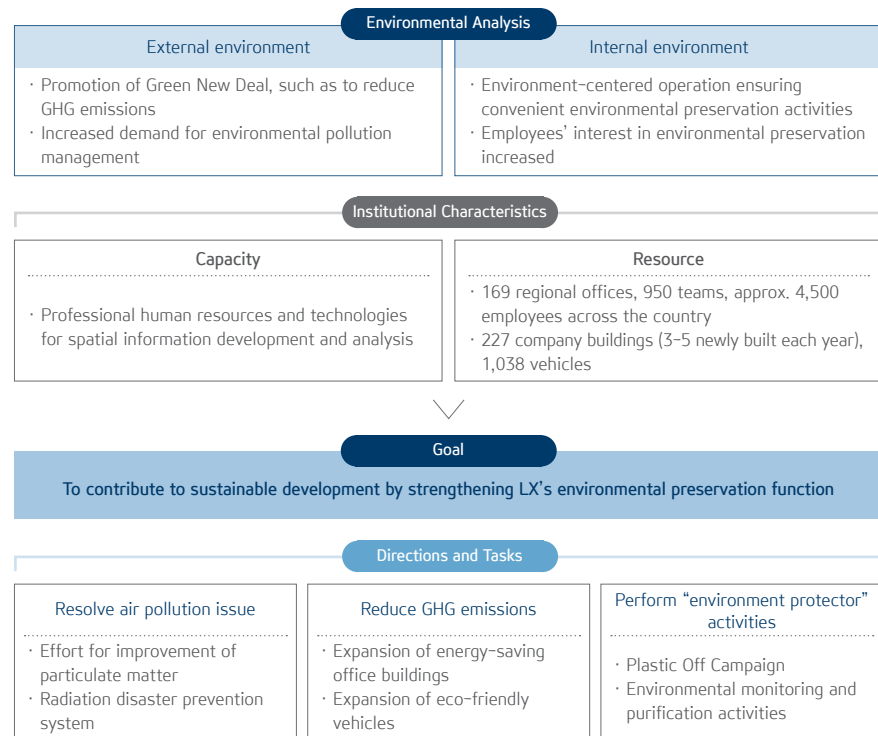 Environmental Analysis
External environment
· Promotion of Green New Deal, such as to reduce
GHG emissions
· Increased demand for environmental pollution
management
Internal environment
· Environment-centered operation ensuring
convenient environmental preservation activities
· Employees' interest in environmental preservation
increased
Institutional Characteristics
Capacity
· Professional human resources and technologies
for spatial information development and analysis
Resource
· 169 regional offices, 950 teams, approx. 4,500
employees across the country
· 227 company buildings (3-5 newly built each year),
1,038 vehicles
Goal
To contribute to sustainable development by strengthening LX's environmental preservation function
Directions and Tasks
Resolve air pollution issue
· Effort for improvement of
particulate matter
· Radiation disaster prevention
system
Reduce GHG emissions
· Expansion of energy-saving
office buildings
· Expansion of eco-friendly
vehicles
Perform “environment protector”
activities
· Plastic Off Campaign
· Environmental monitoring and
purification activities